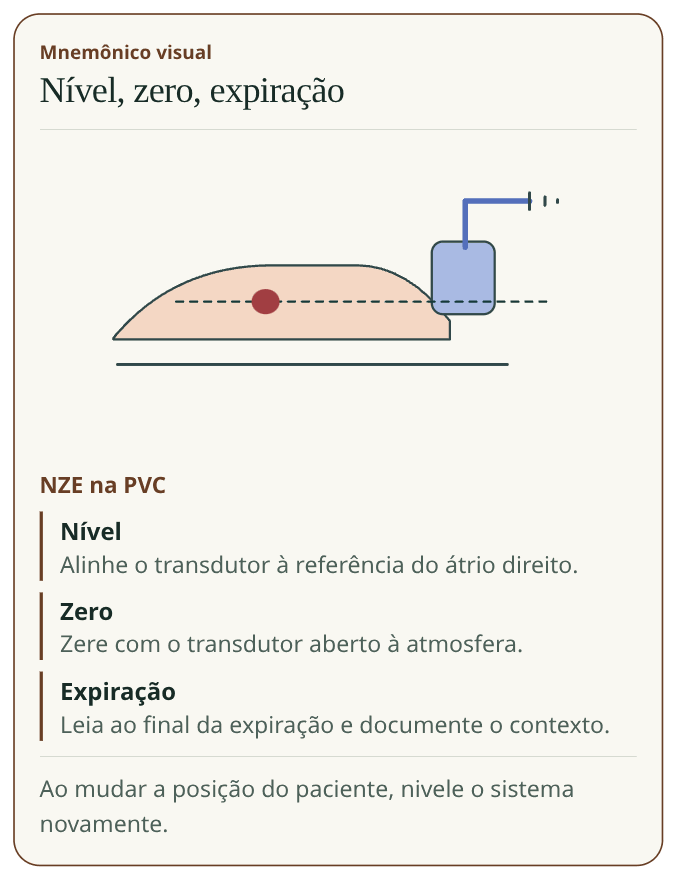 Mnemônico visual
Nível, zero, expiração
NZE na PVC
Nível
Alinhe o transdutor à referência do átrio direito.
Zero
Zere com o transdutor aberto à atmosfera.
Expiração
Leia ao final da expiração e documente o contexto.
Ao mudar a posição do paciente, nivele o sistema
novamente.